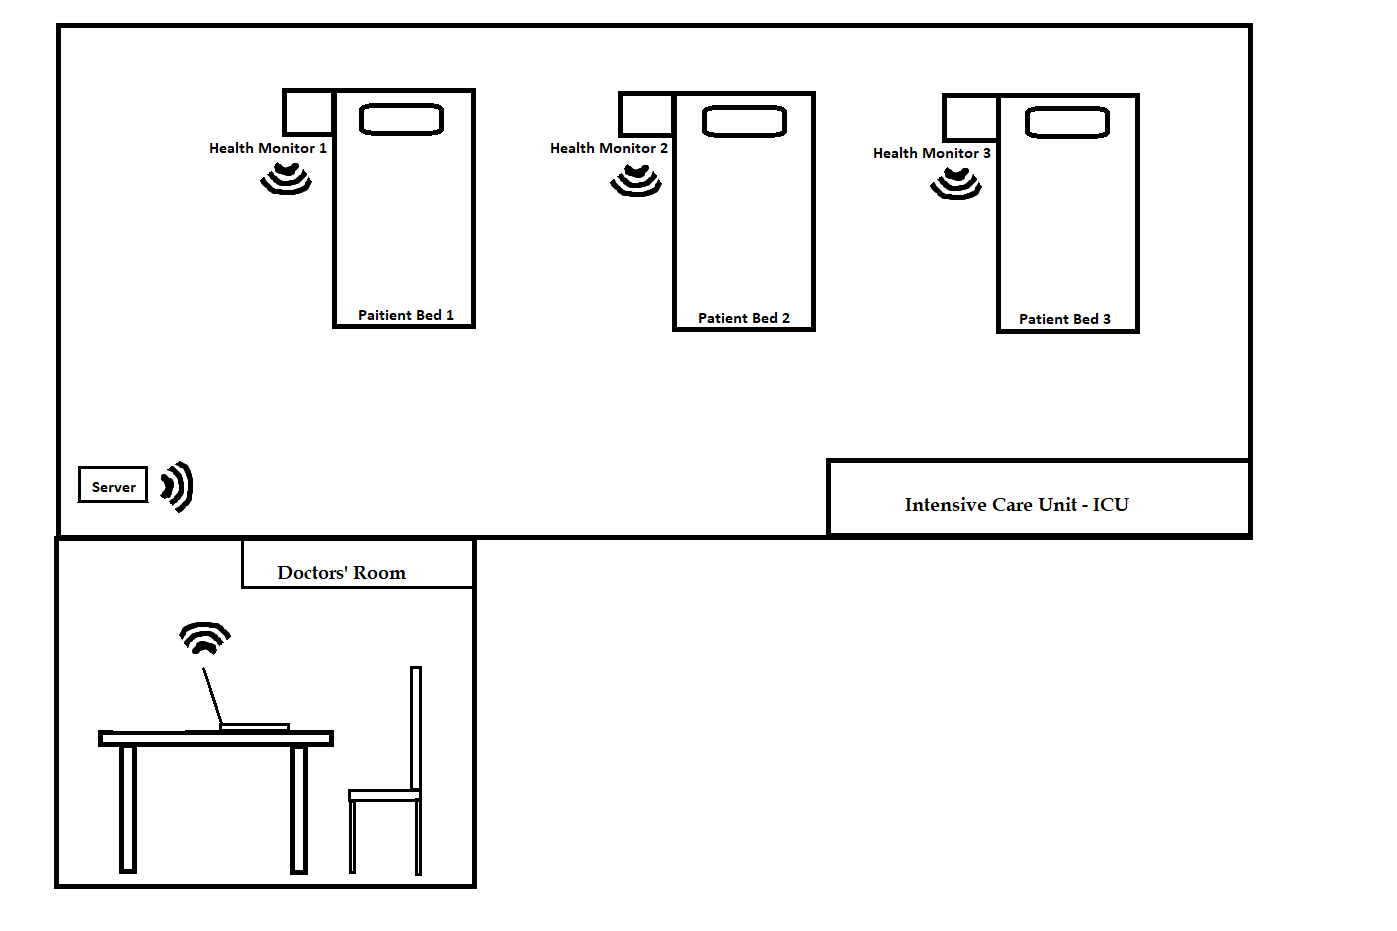 Health Monitor 1
Health Monitor 2
Health Monitor 3
Paitient Bed 1
Patient Bed 2
Patient Bed 3
Server
Intensive Care Unit - ICU
Doctors' Room